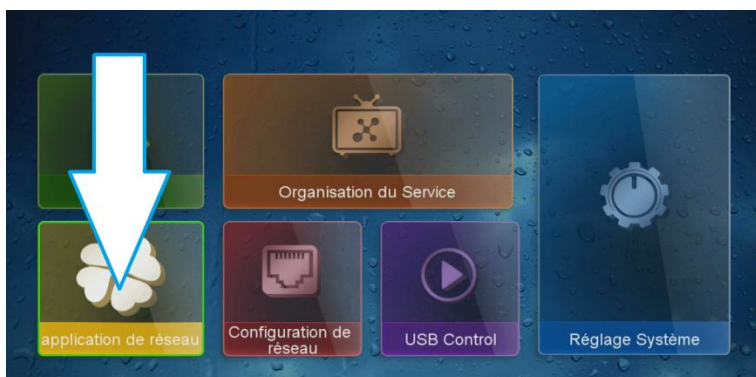 Organisation du Service
application de réseau
Configuration de
réseau
USB Control
Réglage Système